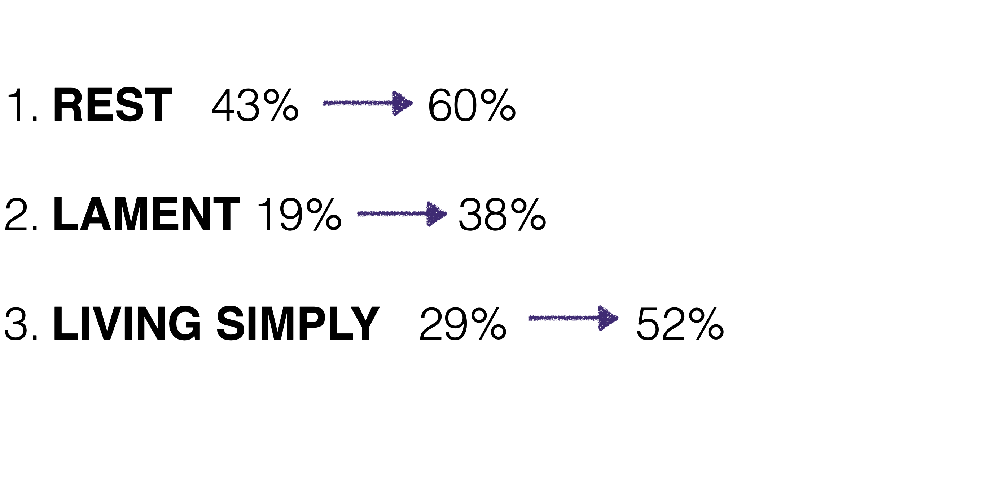 1. REST 43% 60%
2. LAMENT 19% 38%
3. LIVING SIMPLY 29% 52%